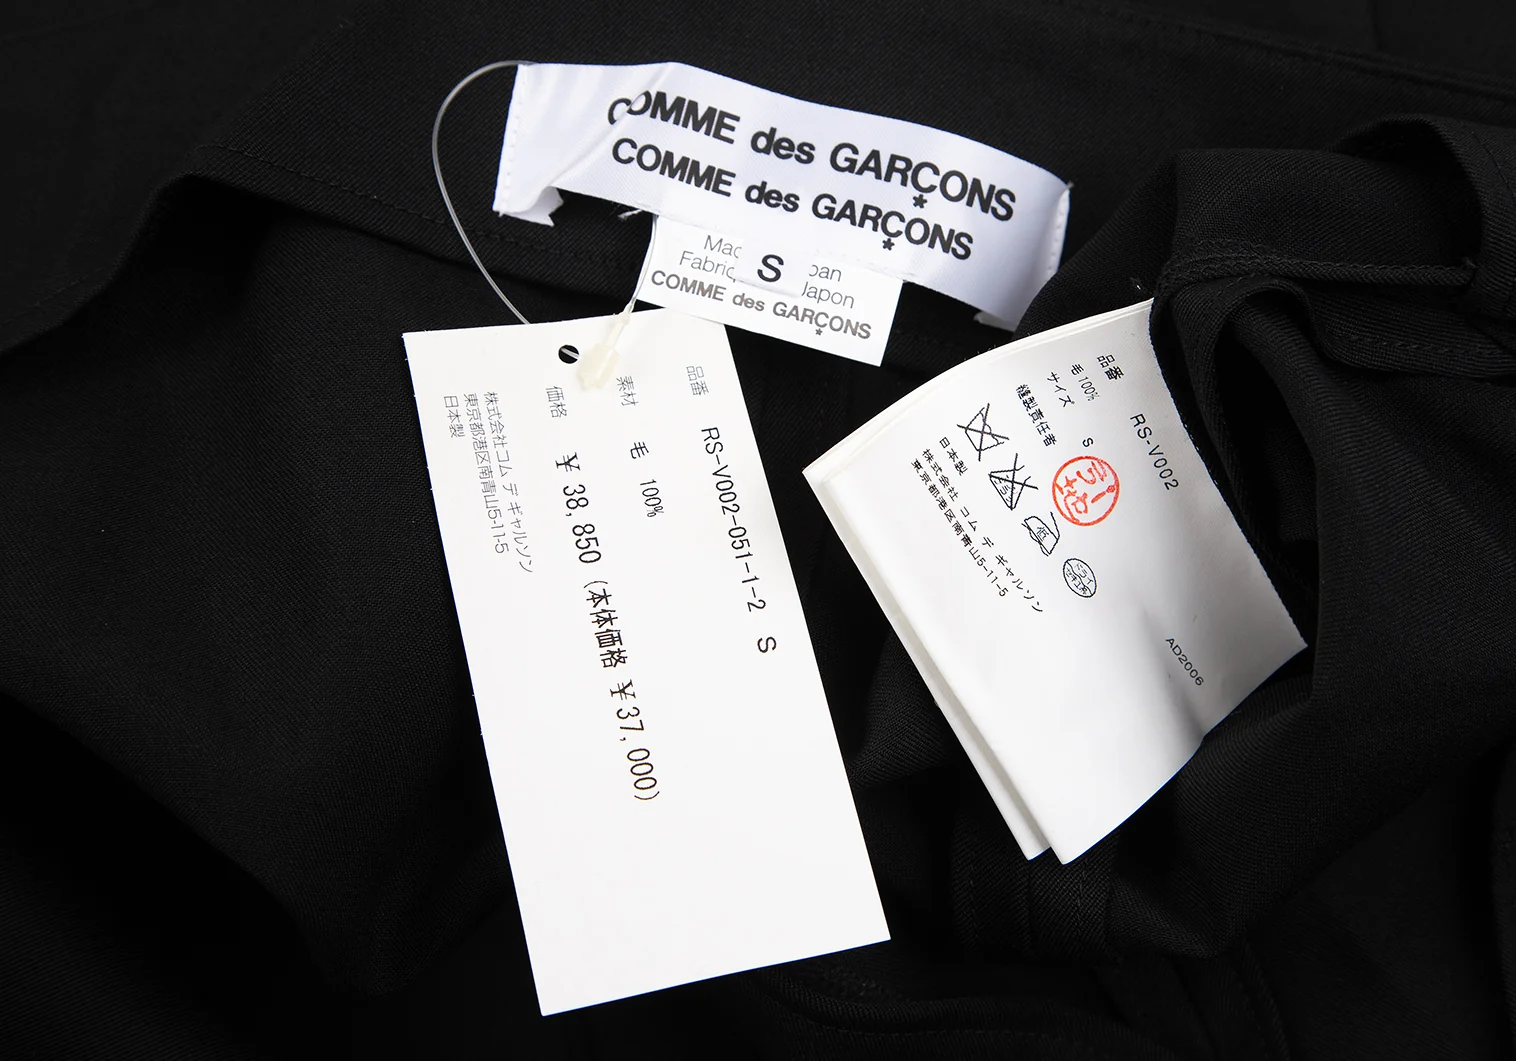 COMME des GARÇONS
COMME des GARÇONS
S
COMME des GARÇONS
品番 RS-V002-051-1-2 S
素材 毛 100%
価格 ¥ 38,850 (本体価格 ¥37,000)
株式会社コム デ ギャルソン
東京都港区南青山5-11-5
日本製
品番 RS-V002
毛 100%
サイズ S
縫製責任者
低
日本製
株式会社 コム デ ギャルソン
東京都港区南青山5-11-5
AD2006